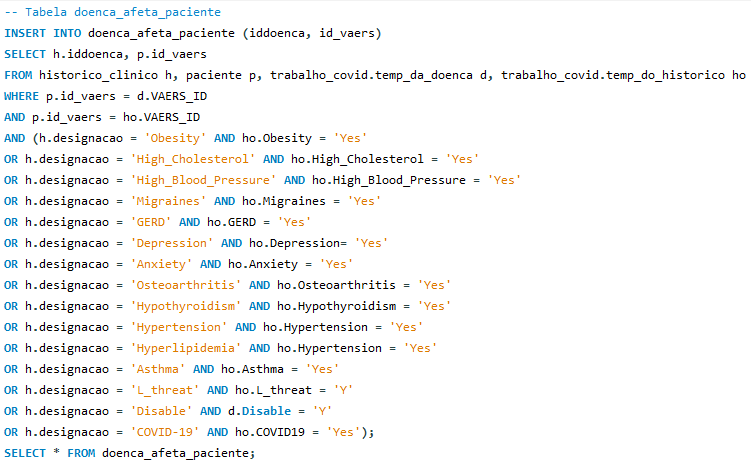 -- Tabela doenca_afeta_paciente
INSERT INTO doenca_afeta_paciente (iddoenca, id_vaers)
SELECT h.iddoenca, p.id_vaers
FROM historico_clinico h, paciente p, trabalho_covid.temp_da_doenca d, trabalho_covid.temp_do_historico ho
WHERE p.id_vaers = d.VAERS_ID
AND p.id_vaers = ho.VAERS_ID
AND (h.designacao = 'Obesity' AND ho.Obesity = 'Yes'
OR h.designacao = 'High_Cholesterol' AND ho.High_Cholesterol = 'Yes'
OR h.designacao = 'High_Blood_Pressure' AND ho.High_Blood_Pressure = 'Yes'
OR h.designacao = 'Migraines' AND ho.Migraines = 'Yes'
OR h.designacao = 'GERD' AND ho.GERD = 'Yes'
OR h.designacao = 'Depression' AND ho.Depression= 'Yes'
OR h.designacao = 'Anxiety' AND ho.Anxiety = 'Yes'
OR h.designacao = 'Osteoarthritis' AND ho.Osteoarthritis = 'Yes'
OR h.designacao = 'Hypothyroidism' AND ho.Hypothyroidism = 'Yes'
OR h.designacao = 'Hypertension' AND ho.Hypertension = 'Yes'
OR h.designacao = 'Hyperlipidemia' AND ho.Hypertension = 'Yes'
OR h.designacao = 'Asthma' AND ho.Asthma = 'Yes'
OR h.designacao = 'L_threat' AND ho.L_threat = 'Y'
OR h.designacao = 'Disable' AND d.Disable = 'Y'
OR h.designacao = 'COVID-19' AND ho.COVID19 = 'Yes');
SELECT * FROM doenca_afeta_paciente;